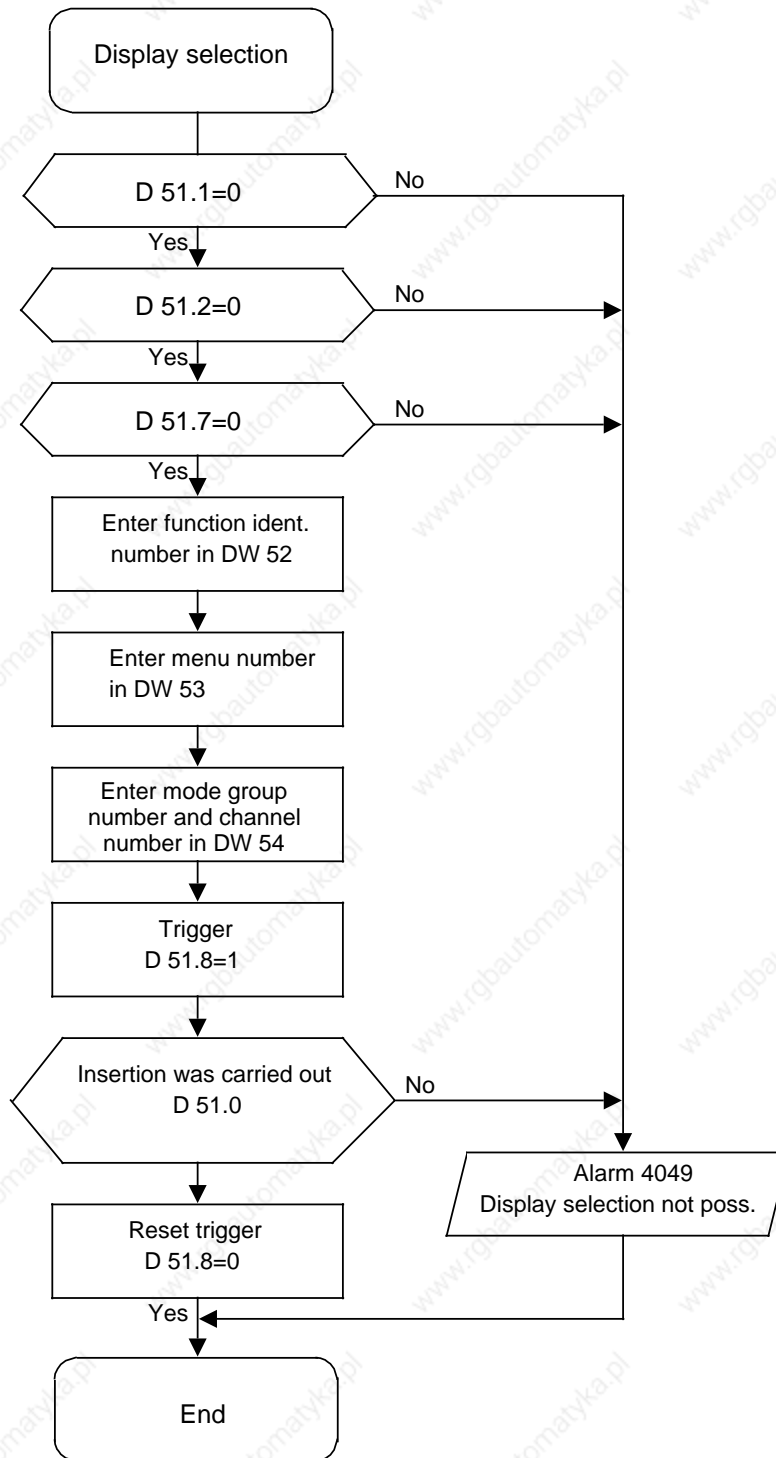 Display selection
D 51.1=0
No
Yes
D 51.2=0
No
Yes
D 51.7=0
No
Yes
Enter function ident.
number in DW 52
Enter menu number
in DW 53
Enter mode group
number and channel
number in DW 54
Trigger
D 51.8=1
Insertion was carried out
D 51.0
No
Alarm 4049
Display selection not poss.
Reset trigger
D 51.8=0
Yes
End
www.rgbautomatyka.pl